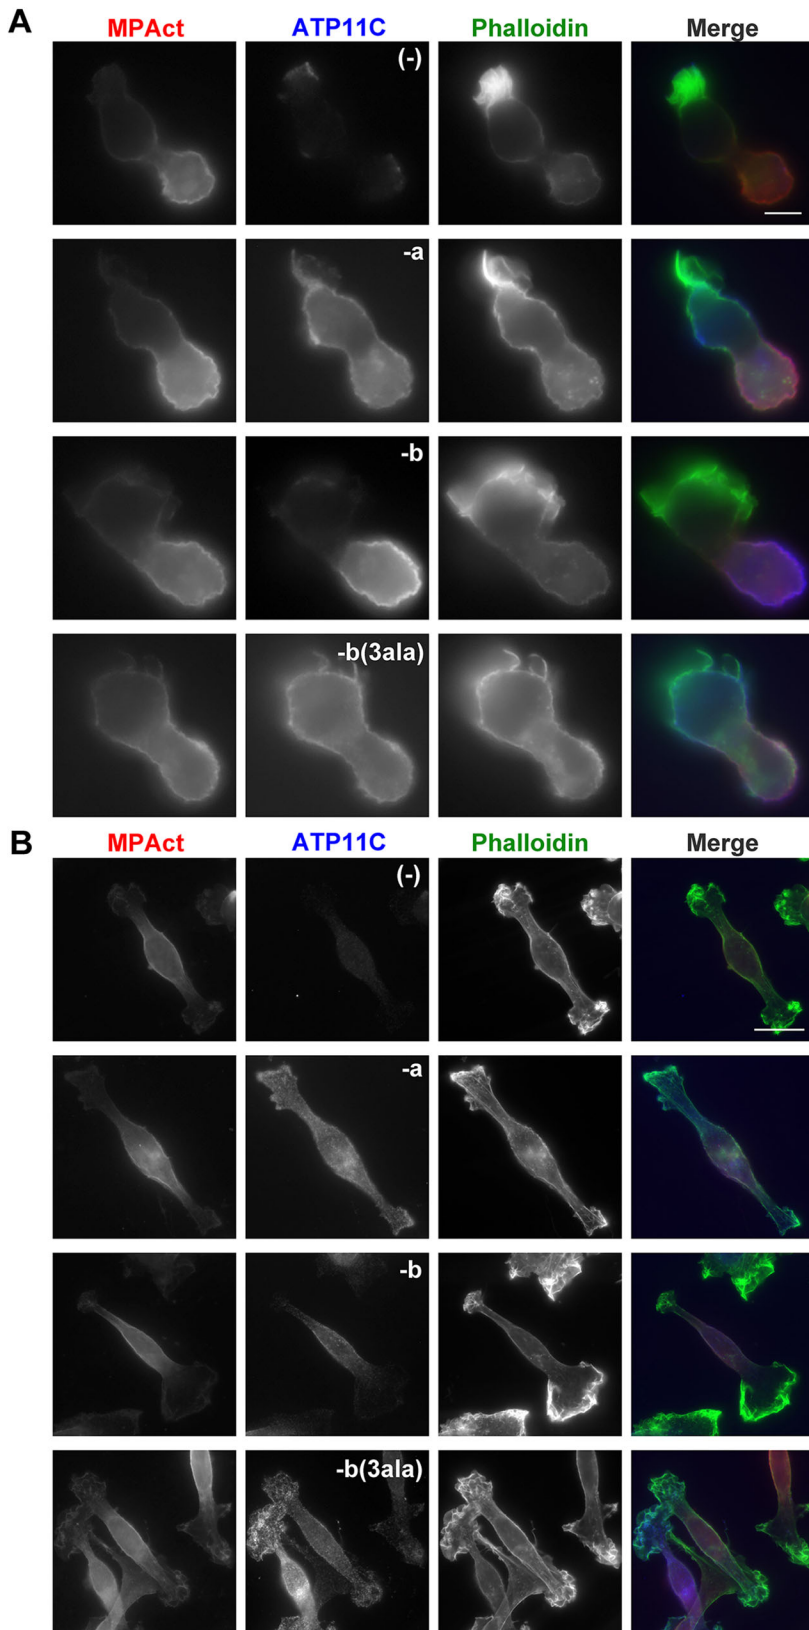 A
MPAct ATP11C Phalloidin Merge
(-)
-a
-b
-b(3ala)
B
MPAct ATP11C Phalloidin Merge
(-)
-a
-b
-b(3ala)